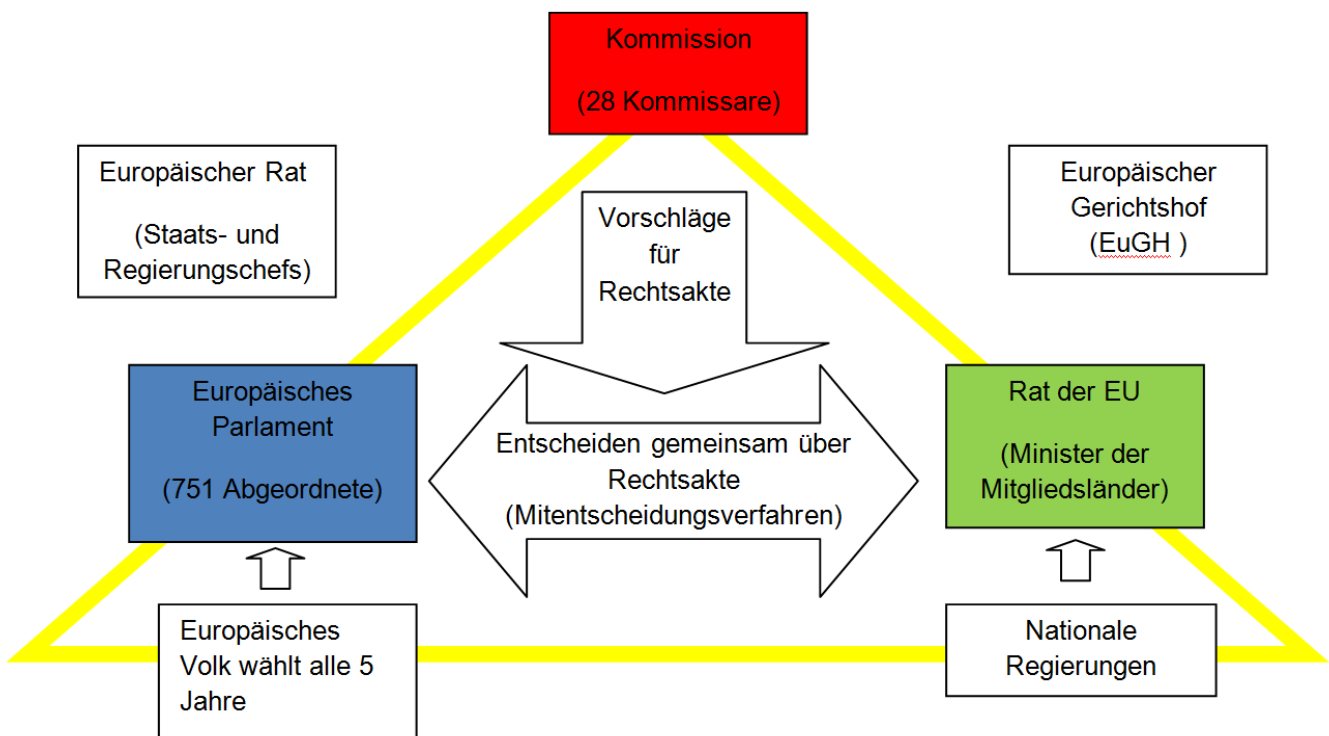 Kommission
(28 Kommissare)
Europäischer Rat
(Staats- und
Regierungschefs)
Europäischer
Gerichtshof
(EuGH )
Vorschläge
für
Rechtsakte
Europäisches
Parlament
(751 Abgeordnete)
Entscheiden gemeinsam über
Rechtsakte
(Mitentscheidungsverfahren)
Rat der EU
(Minister der
Mitgliedsländer)
Europäisches
Volk wählt alle 5
Jahre
Nationale
Regierungen